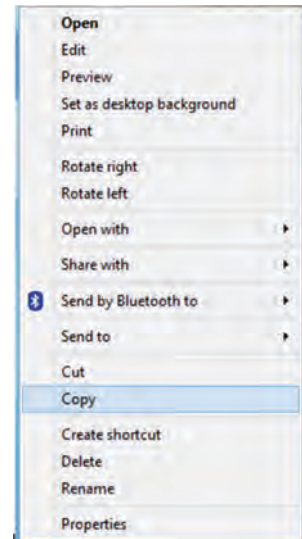 Open
Edit
Preview
Set as desktop background
Print
Rotate right
Rotate left
Open with
Share with
Send by Bluetooth to
Send to
Cut
Copy
Create shortcut
Delete
Rename
Properties